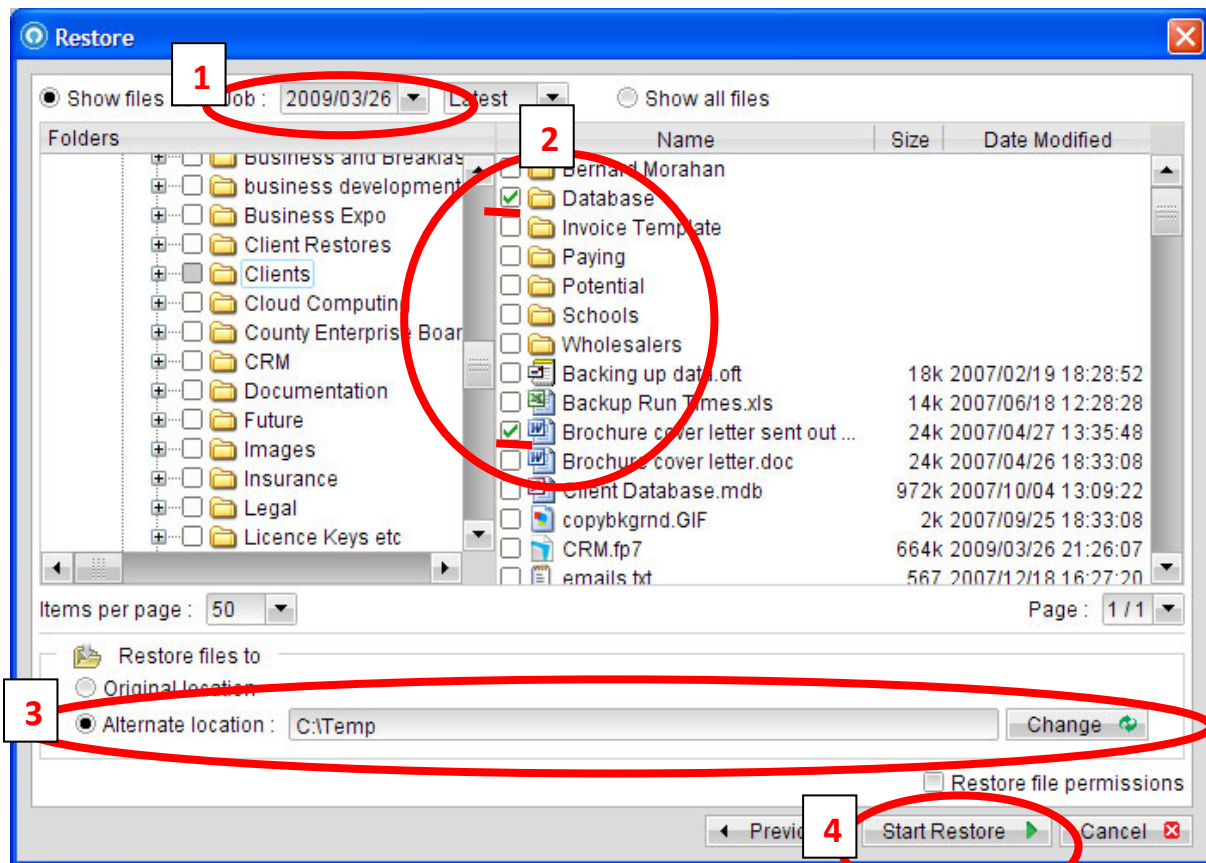 Restore
1
Show files Job : 2009/03/26 Latest Show all files
Folders
Business and Breakfas
business development
Business Expo
Client Restores
Clients
Cloud Computing
County Enterprise Boar
CRM
Documentation
Future
Images
Insurance
Legal
Licence Keys etc
2
Name Size Date Modified
Bernard Morahan
Database
Invoice Template
Paying
Potential
Schools
Wholesalers
Backing up data.oft 18k 2007/02/19 18:28:52
Backup Run Times.xls 14k 2007/06/18 12:28:28
Brochure cover letter sent out ... 24k 2007/04/27 13:35:48
Brochure cover letter.doc 24k 2007/04/26 18:33:08
Client Database.mdb 972k 2007/10/04 13:09:22
copybkgrnd.GIF 2k 2007/09/25 18:33:08
CRM.fp7 664k 2009/03/26 21:26:07
emails.txt 567 2007/12/18 16:27:20
Items per page : 50 Page : 1 / 1
Restore files to
Original location
3
Alternate location : C:\Temp Change
Restore file permissions
Previo 4 Start Restore Cancel